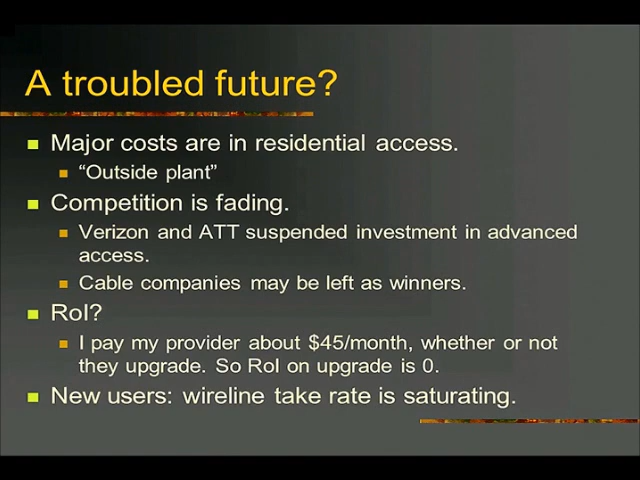 A troubled future?
Major costs are in residential access.
“Outside plant”
Competition is fading.
Verizon and ATT suspended investment in advanced
access.
Cable companies may be left as winners.
RoI?
I pay my provider about $45/month, whether or not
they upgrade. So RoI on upgrade is 0.
New users: wireline take rate is saturating.